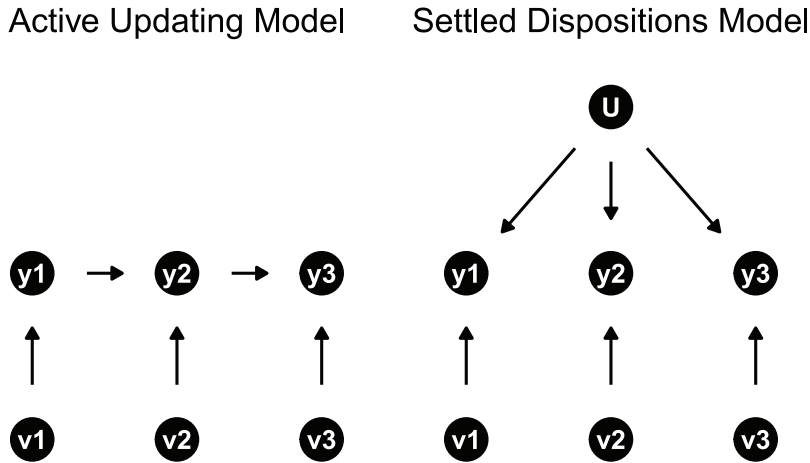 Active Updating Model Settled Dispositions Model
U
y1 y2 y3 y1 y2 y3
v1 v2 v3 v1 v2 v3